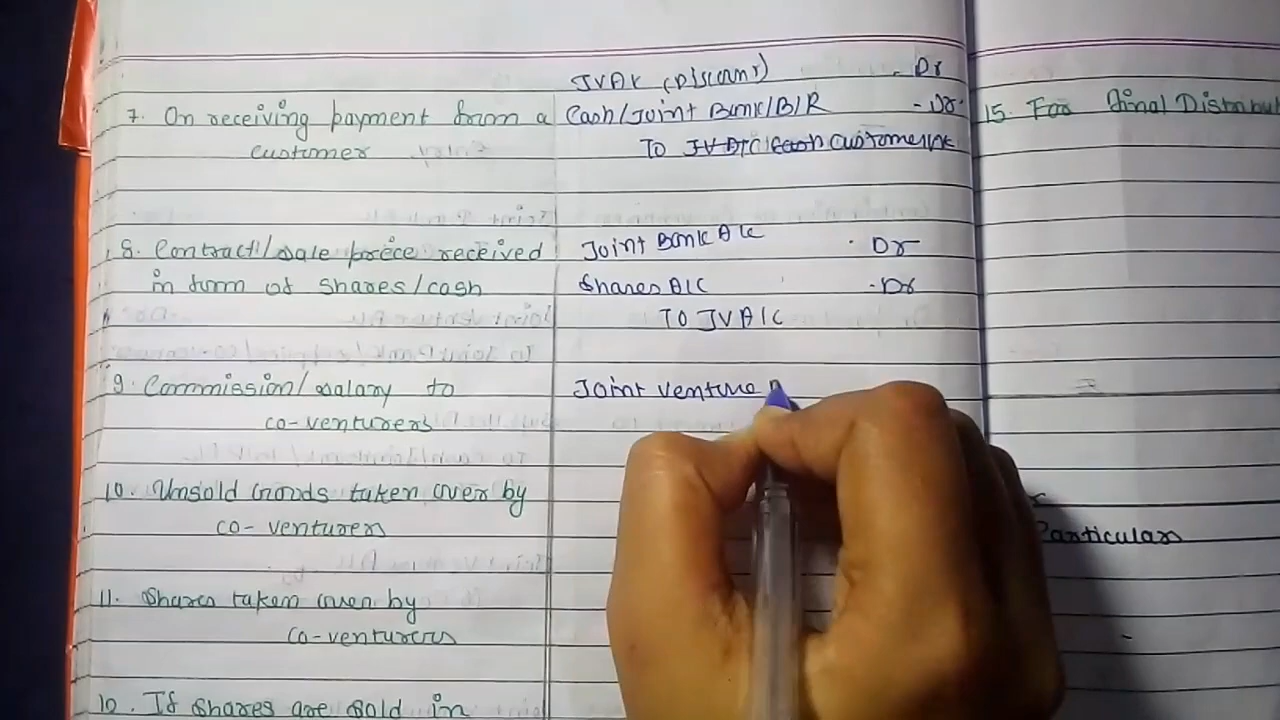 JVA/c (Discount) - Dr
7. On receiving payment from a Cash/Joint Bank/B/R - Dr.
customer To JV A/C/Cash Customer A/c
8. Contract/sale price received Joint Bank A/c . Dr
in form of shares/cash Shares A/C - Dr
To JV A/C
9. Commission/salary to Joint venture
co-venturers
10. Unsold Goods taken over by
co-venturers
11. Shares taken over by
co-venturers
12. If shares are sold in
15. For final Distribut
Particulars